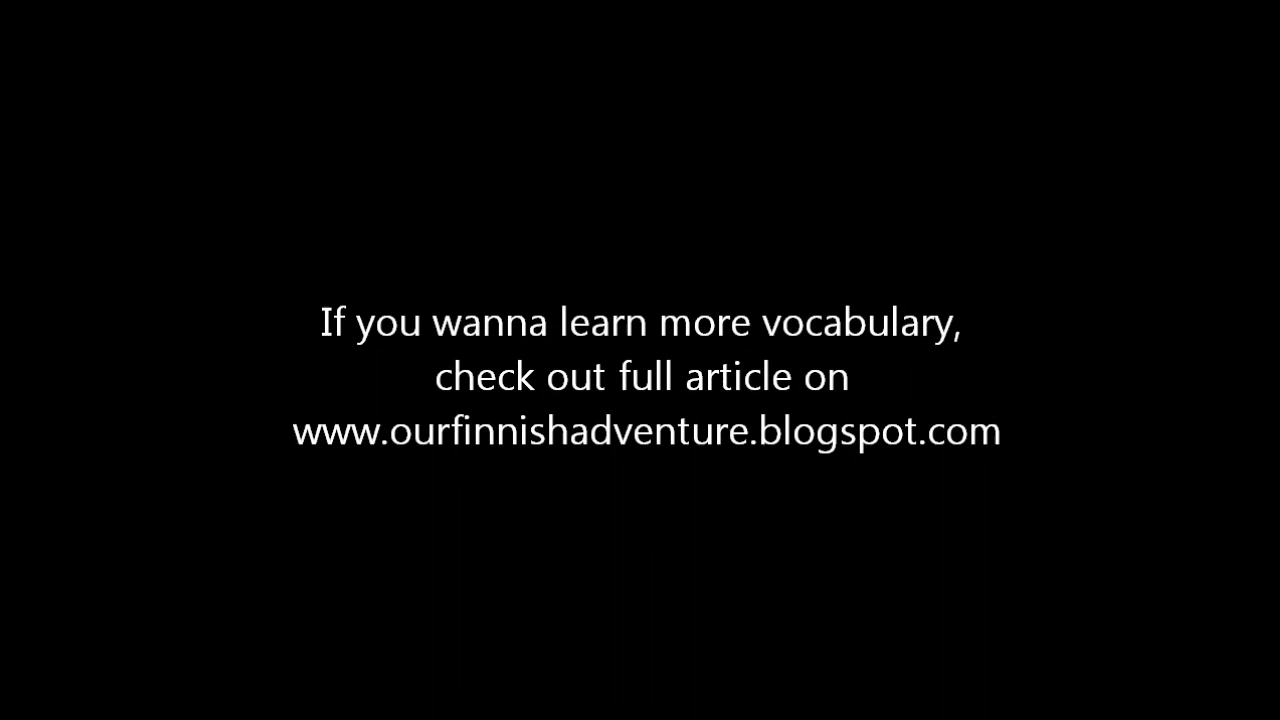 If you wanna learn more vocabulary,
check out full article on
www.ourfinnishadventure.blogspot.com